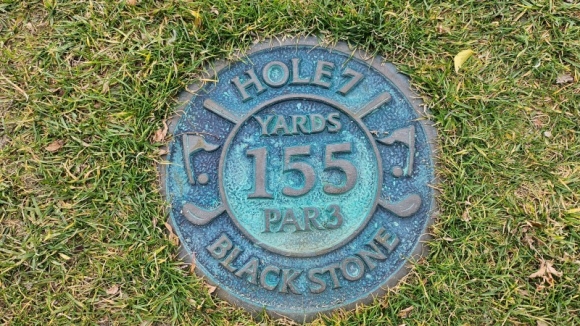 HOLE 7
YARDS
155
PAR 3
BLACKSTONE